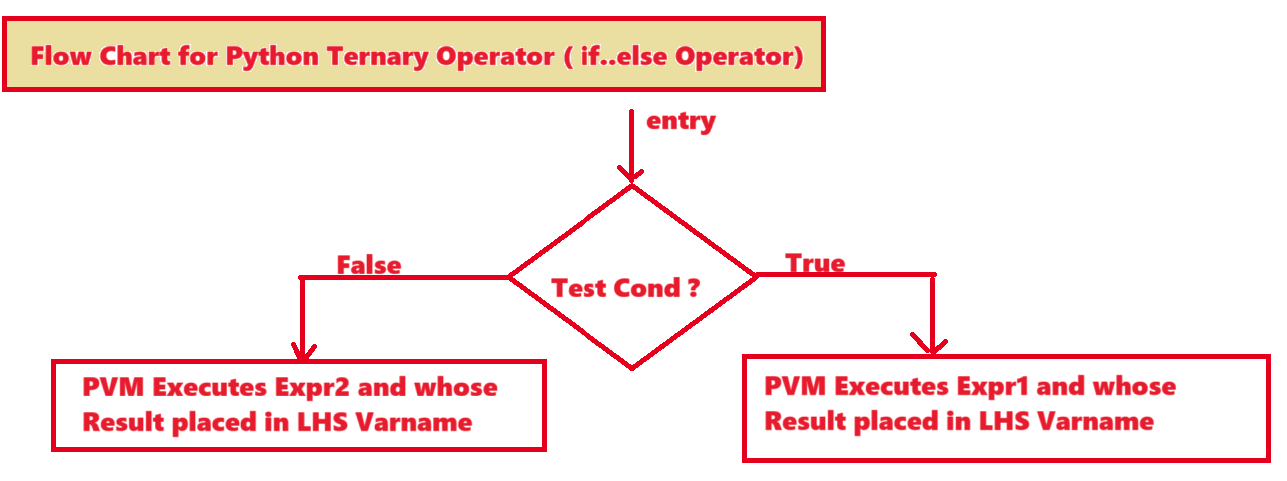 Flow Chart for Python Ternary Operator ( if..else Operator)
entry
False
True
Test Cond ?
PVM Executes Expr2 and whose
Result placed in LHS Varname
PVM Executes Expr1 and whose
Result placed in LHS Varname